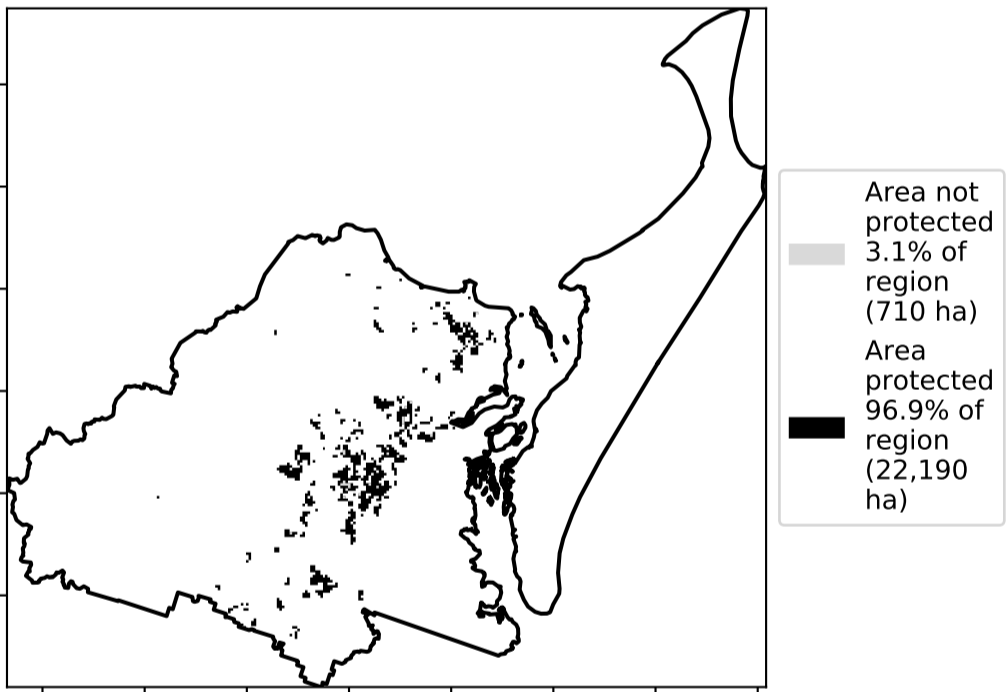 Area not
protected
3.1% of
region
(710 ha)
Area
protected
96.9% of
region
(22,190
ha)